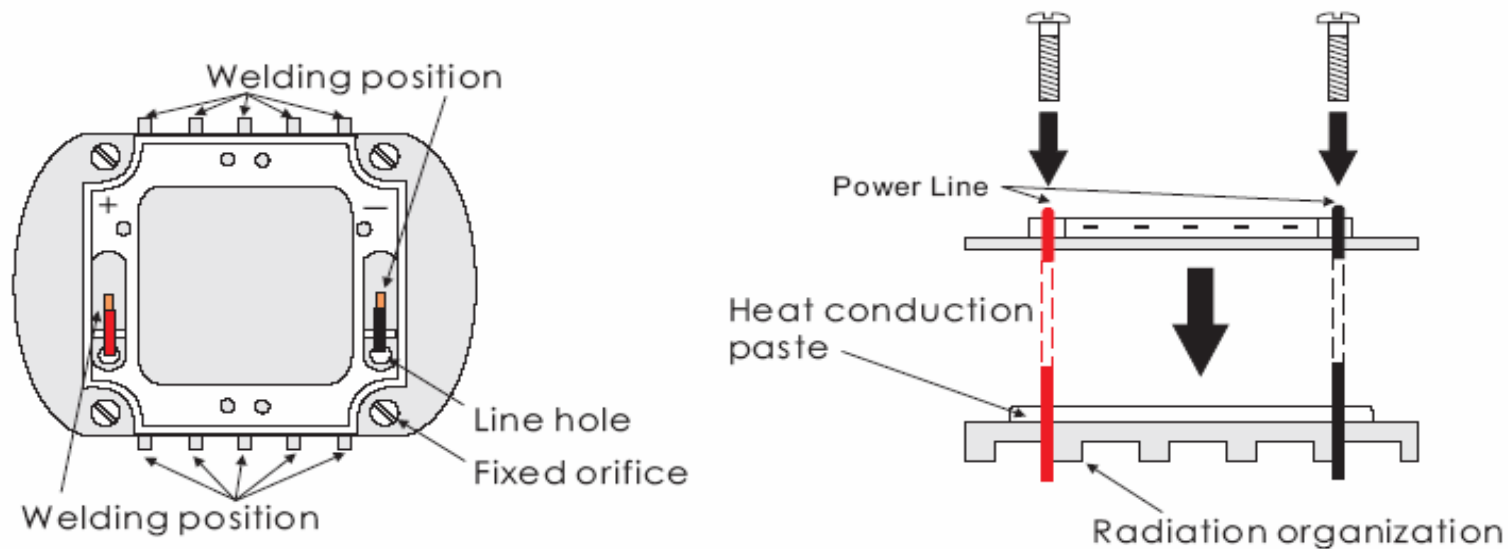 Welding position
+
—
Line hole
Fixed orifice
Welding position
Power Line
Heat conduction
paste
Radiation organization